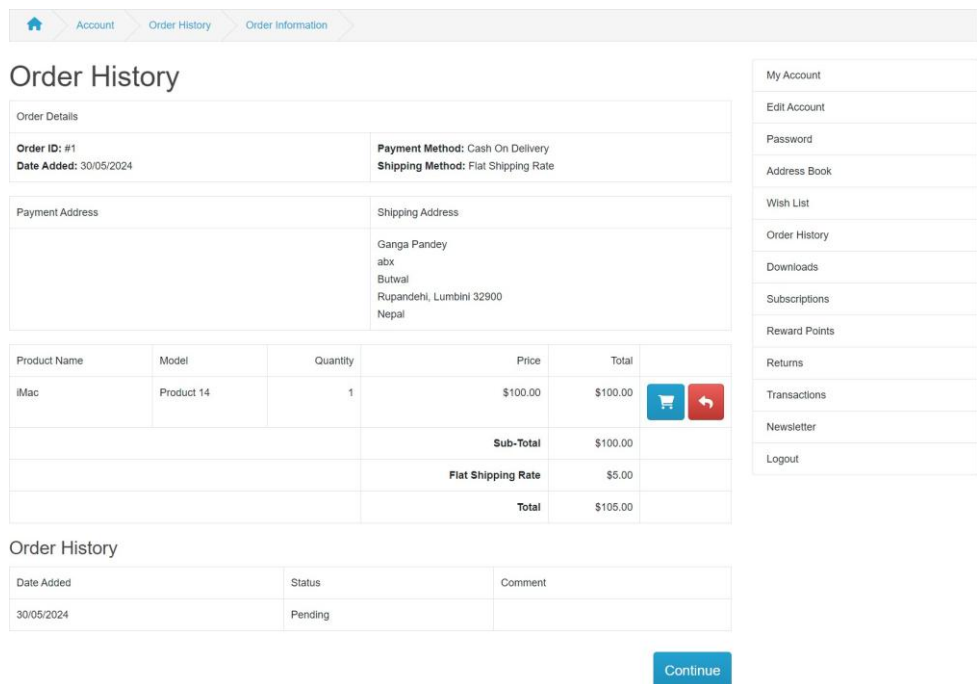 Account Order History Order Information
Order History
Order Details
Order ID: #1
Date Added: 30/05/2024
Payment Method: Cash On Delivery
Shipping Method: Flat Shipping Rate
Payment Address Shipping Address
Ganga Pandey
abx
Butwal
Rupandehi, Lumbini 32900
Nepal
Product Name Model Quantity Price Total
iMac Product 14 1 $100.00 $100.00
Sub-Total $100.00
Flat Shipping Rate $5.00
Total $105.00
Order History
Date Added Status Comment
30/05/2024 Pending
Continue
My Account
Edit Account
Password
Address Book
Wish List
Order History
Downloads
Subscriptions
Reward Points
Returns
Transactions
Newsletter
Logout